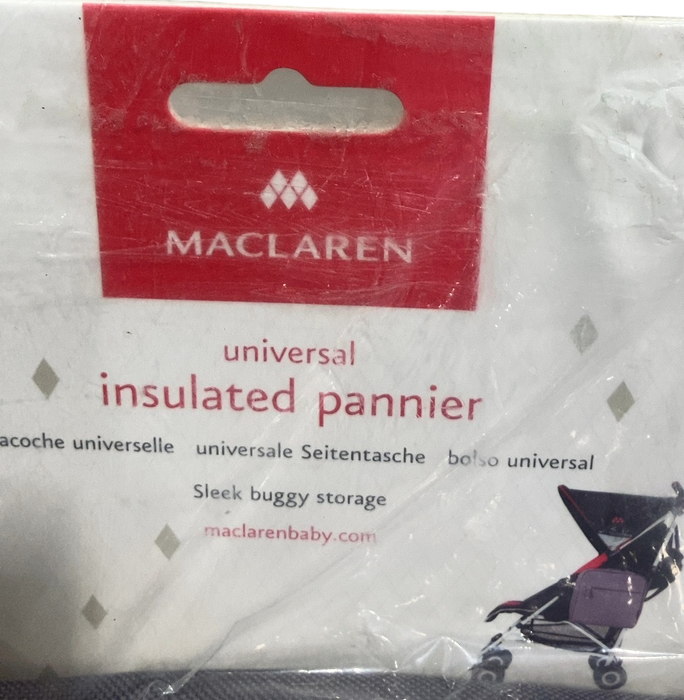 MACLAREN
universal
insulated pannier
acoche universelle universale Seitentasche bolso universal
Sleek buggy storage
maclarenbaby.com